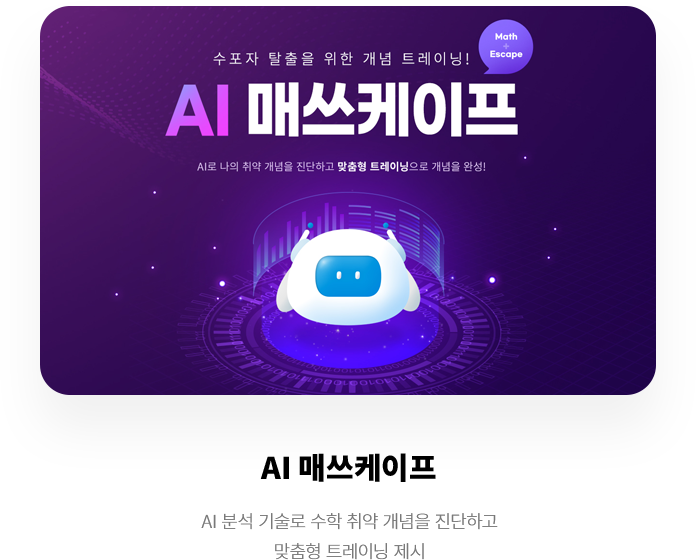 Math
+
Escape
수포자 탈출을 위한 개념 트레이닝!
AI 매쓰케이프
AI로 나의 취약 개념을 진단하고 맞춤형 트레이닝으로 개념을 완성!
AI 매쓰케이프
AI 분석 기술로 수학 취약 개념을 진단하고
맞춤형 트레이닝 제시